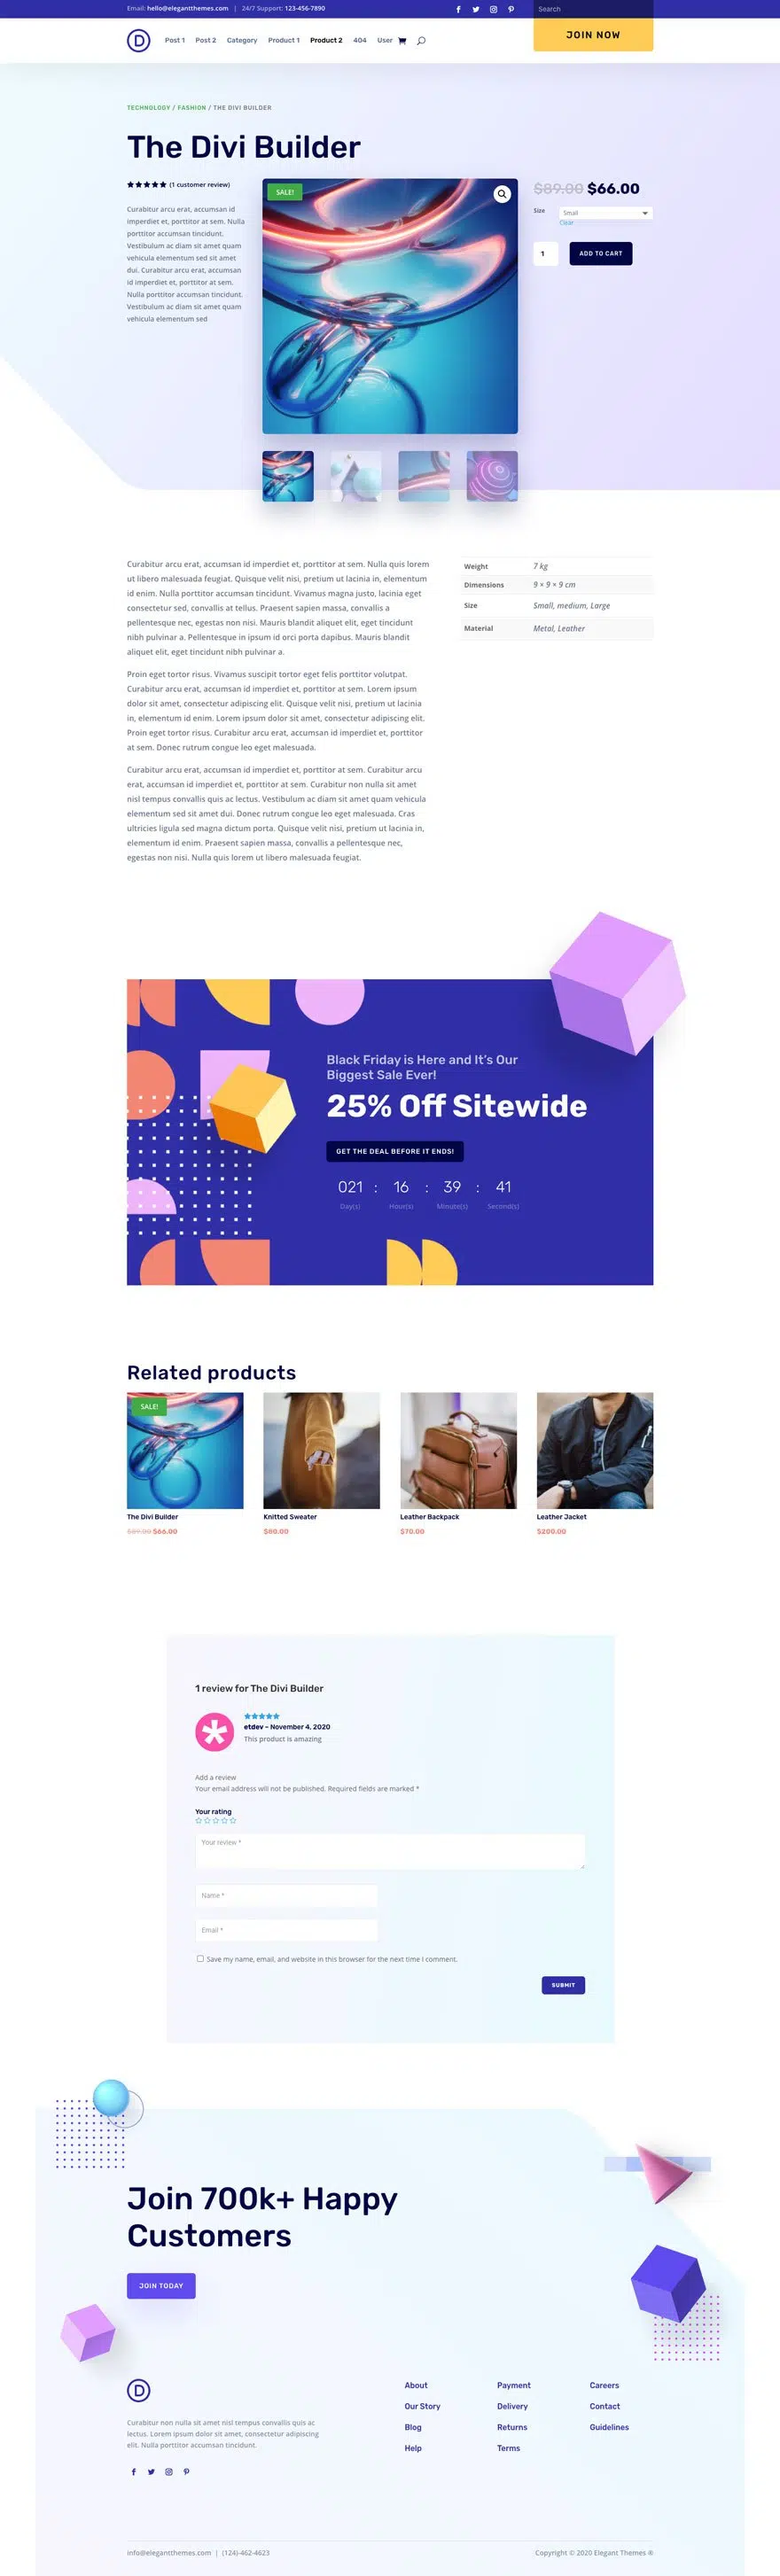 Email: hello@elegantthemes.com | 24/7 Support: 123-456-7890
Search
JOIN NOW
D
Post 1 Post 2 Category Product 1 Product 2 404 User
TECHNOLOGY / FASHION / THE DIVI BUILDER
The Divi Builder
(1 customer review)
Curabitur arcu erat, accumsan id
imperdiet et, porttitor at sem. Nulla
porttitor accumsan tincidunt.
Vestibulum ac diam sit amet quam
vehicula elementum sed sit amet
dui. Curabitur arcu erat, accumsan
id imperdiet et, porttitor at sem.
Nulla porttitor accumsan tincidunt.
Vestibulum ac diam sit amet quam
vehicula elementum sed
SALE!
$89.00 $66.00
Size
Small
Clear
1
ADD TO CART
Curabitur arcu erat, accumsan id imperdiet et, porttitor at sem. Nulla quis lorem
ut libero malesuada feugiat. Quisque velit nisi, pretium ut lacinia in, elementum
id enim. Nulla porttitor accumsan tincidunt. Vivamus magna justo, lacinia eget
consectetur sed, convallis at tellus. Praesent sapien massa, convallis a
pellentesque nec, egestas non nisi. Mauris blandit aliquet elit, eget tincidunt
nibh pulvinar a. Pellentesque in ipsum id orci porta dapibus. Mauris blandit
aliquet elit, eget tincidunt nibh pulvinar a.
Proin eget tortor risus. Vivamus suscipit tortor eget felis porttitor volutpat.
Curabitur arcu erat, accumsan id imperdiet et, porttitor at sem. Lorem ipsum
dolor sit amet, consectetur adipiscing elit. Quisque velit nisi, pretium ut lacinia
in, elementum id enim. Lorem ipsum dolor sit amet, consectetur adipiscing elit.
Proin eget tortor risus. Curabitur arcu erat, accumsan id imperdiet et, porttitor
at sem. Donec rutrum congue leo eget malesuada.
Curabitur arcu erat, accumsan id imperdiet et, porttitor at sem. Curabitur arcu
erat, accumsan id imperdiet et, porttitor at sem. Curabitur non nulla sit amet
nisl tempus convallis quis ac lectus. Vestibulum ac diam sit amet quam vehicula
elementum sed sit amet dui. Donec rutrum congue leo eget malesuada. Cras
ultricies ligula sed magna dictum porta. Quisque velit nisi, pretium ut lacinia in,
elementum id enim. Praesent sapien massa, convallis a pellentesque nec,
egestas non nisi. Nulla quis lorem ut libero malesuada feugiat.
Weight 7 kg
Dimensions 9 × 9 × 9 cm
Size Small, medium, Large
Material Metal, Leather
Black Friday is Here and It's Our
Biggest Sale Ever!
25% Off Sitewide
GET THE DEAL BEFORE IT ENDS!
021 : 16 : 39 : 41
Day(s) Hour(s) Minute(s) Second(s)
Related products
SALE!
The Divi Builder
$89.00 $66.00
Knitted Sweater
$80.00
Leather Backpack
$70.00
Leather Jacket
$200.00
1 review for The Divi Builder
etdev – November 4, 2020
This product is amazing
Add a review
Your email address will not be published. Required fields are marked *
Your rating
Your review *
Name *
Email *
Save my name, email, and website in this browser for the next time I comment.
SUBMIT
Join 700k+ Happy
Customers
JOIN TODAY
D
Curabitur non nulla sit amet nisl tempus convallis quis ac
lectus. Lorem ipsum dolor sit amet, consectetur adipiscing
elit. Nulla porttitor accumsan tincidunt.
About
Our Story
Blog
Help
Payment
Delivery
Returns
Terms
Careers
Contact
Guidelines
info@elegantthemes.com | (124)-462-4623
Copyright © 2020 Elegant Themes ®